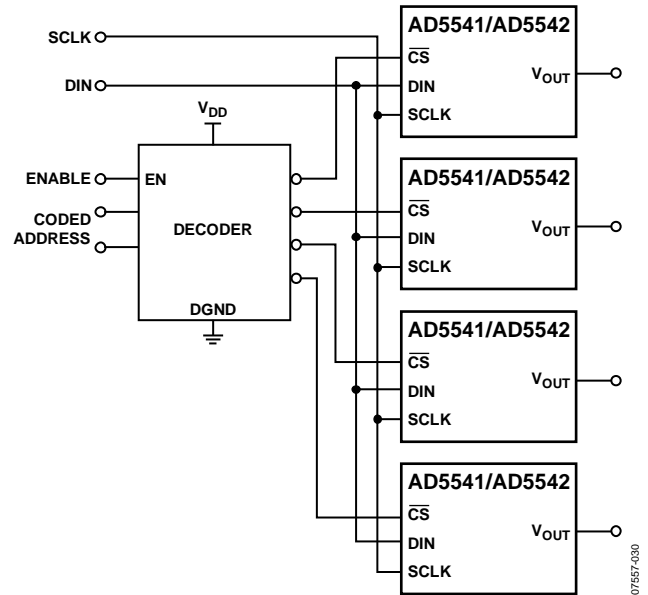 SCLK
DIN
VDD
ENABLE
EN
CODED
ADDRESS
DECODER
DGND
AD5541/AD5542
CS
DIN
SCLK
VOUT
AD5541/AD5542
CS
DIN
SCLK
VOUT
AD5541/AD5542
CS
DIN
SCLK
VOUT
AD5541/AD5542
CS
DIN
SCLK
VOUT
07557-030